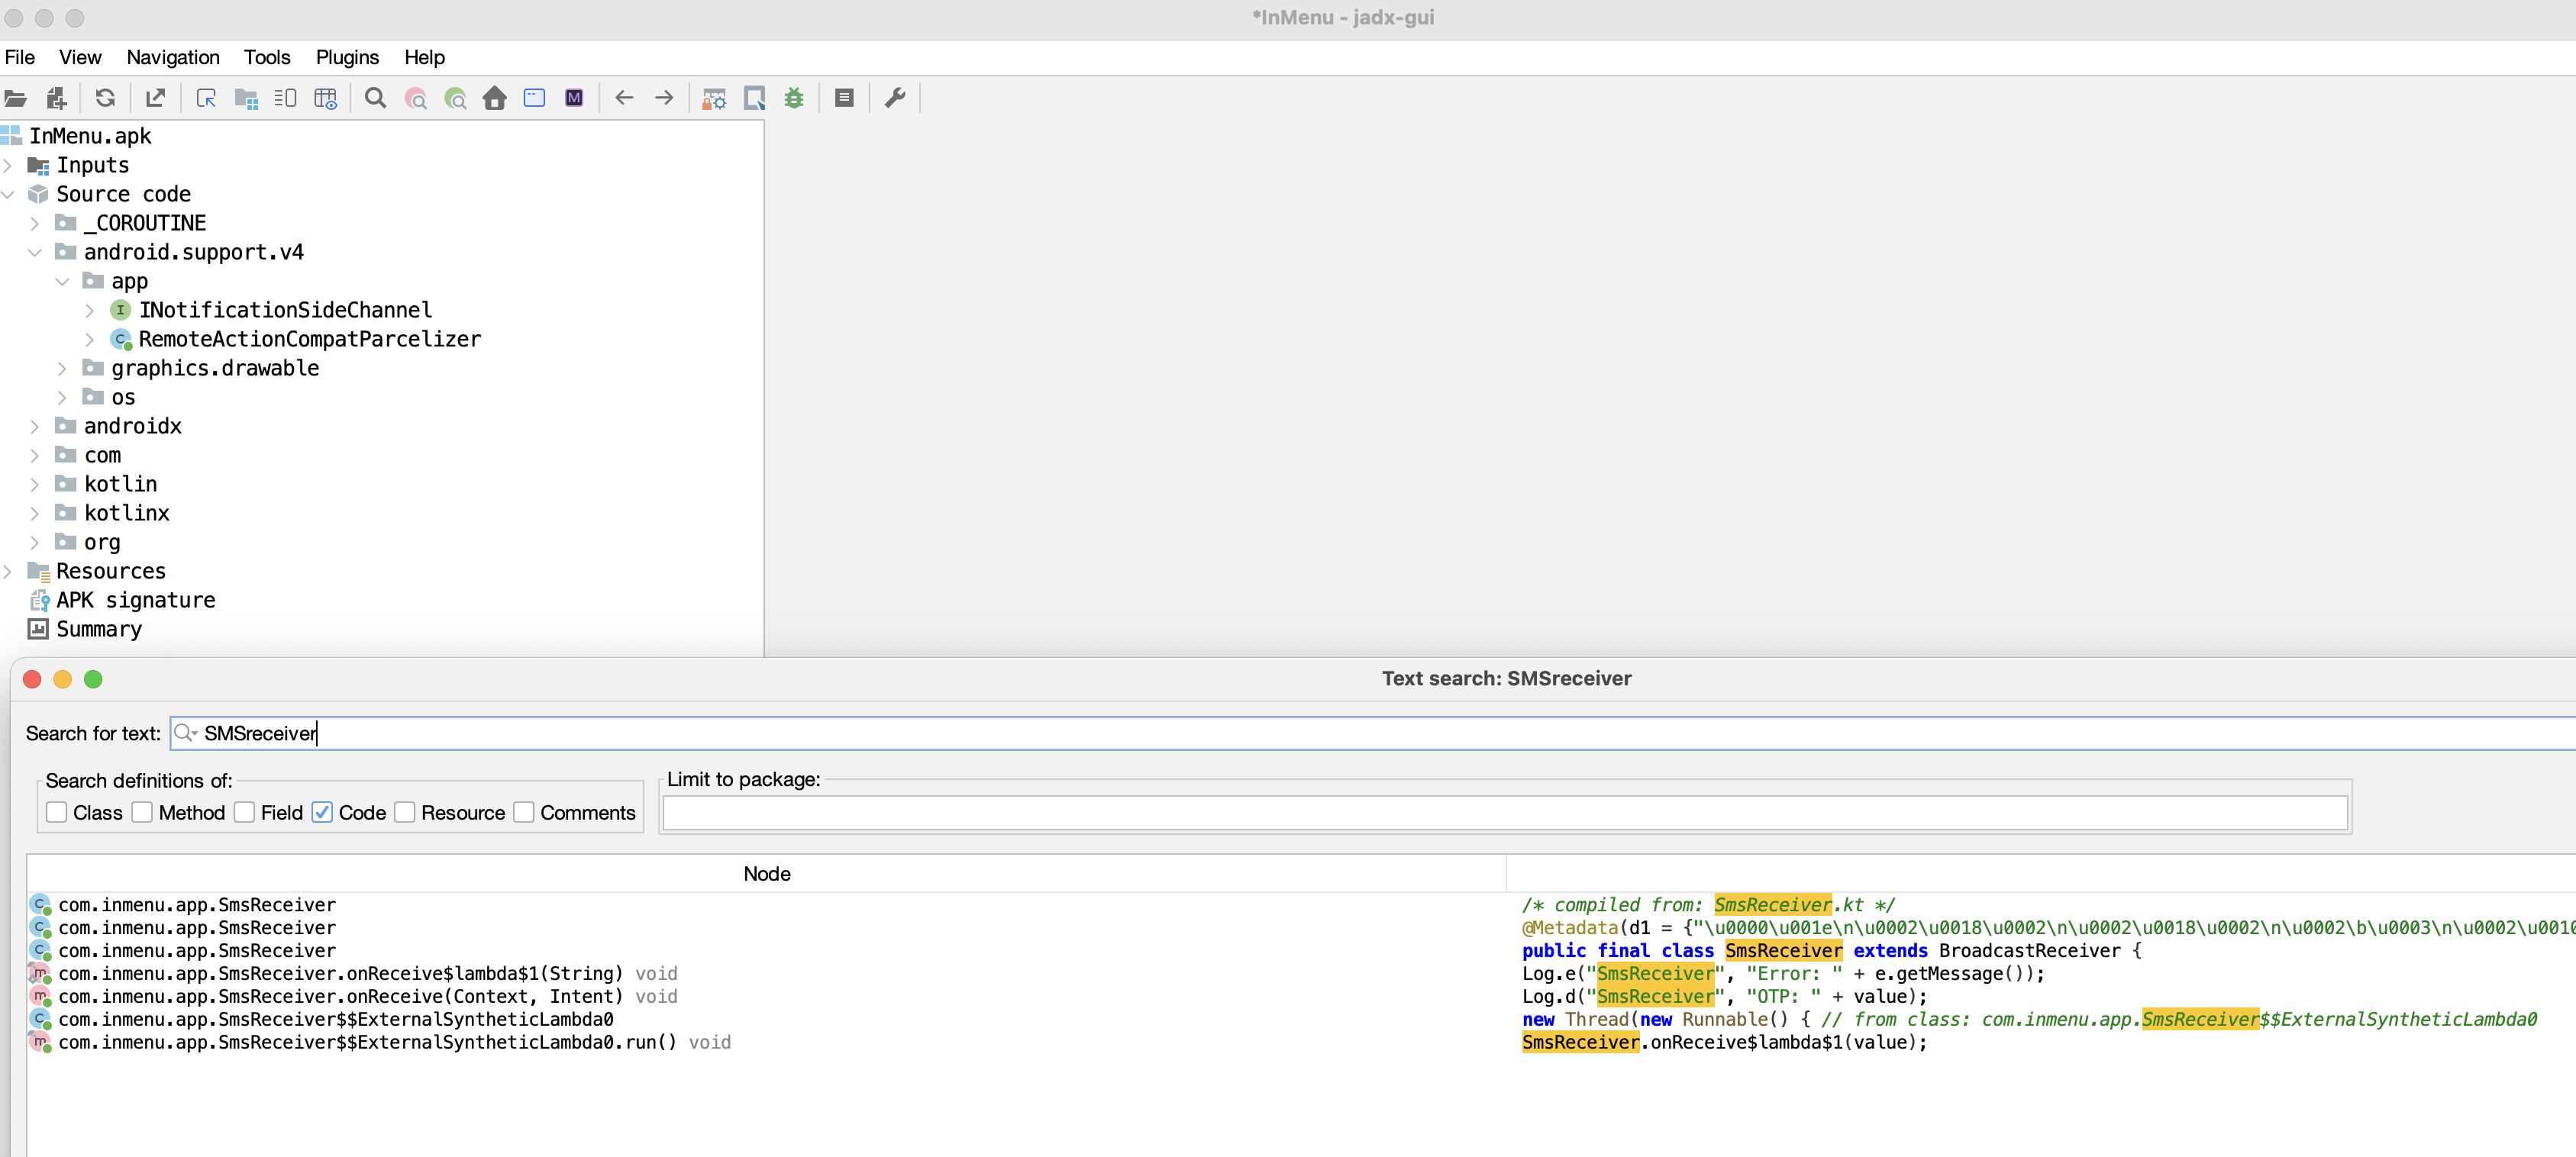 *InMenu - jadx-gui
File View Navigation Tools Plugins Help
InMenu.apk
Inputs
Source code
_COROUTINE
android.support.v4
app
INotificationSideChannel
RemoteActionCompatParcelizer
graphics.drawable
os
androidx
com
kotlin
kotlinx
org
Resources
APK signature
Summary
Text search: SMSreceiver
Search for text: SMSreceiver
Search definitions of:
Class Method Field Code Resource Comments
Limit to package:
Node
com.inmenu.app.SmsReceiver /* compiled from: SmsReceiver.kt */
com.inmenu.app.SmsReceiver @Metadata(d1 = {"\u0000\u001e\n\u0002\u0018\u0002\n\u0002\u0018\u0002\n\u0002\b\u0003\n\u0002\u0010
com.inmenu.app.SmsReceiver public final class SmsReceiver extends BroadcastReceiver {
com.inmenu.app.SmsReceiver.onReceive$lambda$1(String) void Log.e("SmsReceiver", "Error: " + e.getMessage());
com.inmenu.app.SmsReceiver.onReceive(Context, Intent) void Log.d("SmsReceiver", "OTP: " + value);
com.inmenu.app.SmsReceiver$$ExternalSyntheticLambda0 new Thread(new Runnable() { // from class: com.inmenu.app.SmsReceiver$$ExternalSyntheticLambda0
com.inmenu.app.SmsReceiver$$ExternalSyntheticLambda0.run() void SmsReceiver.onReceive$lambda$1(value);